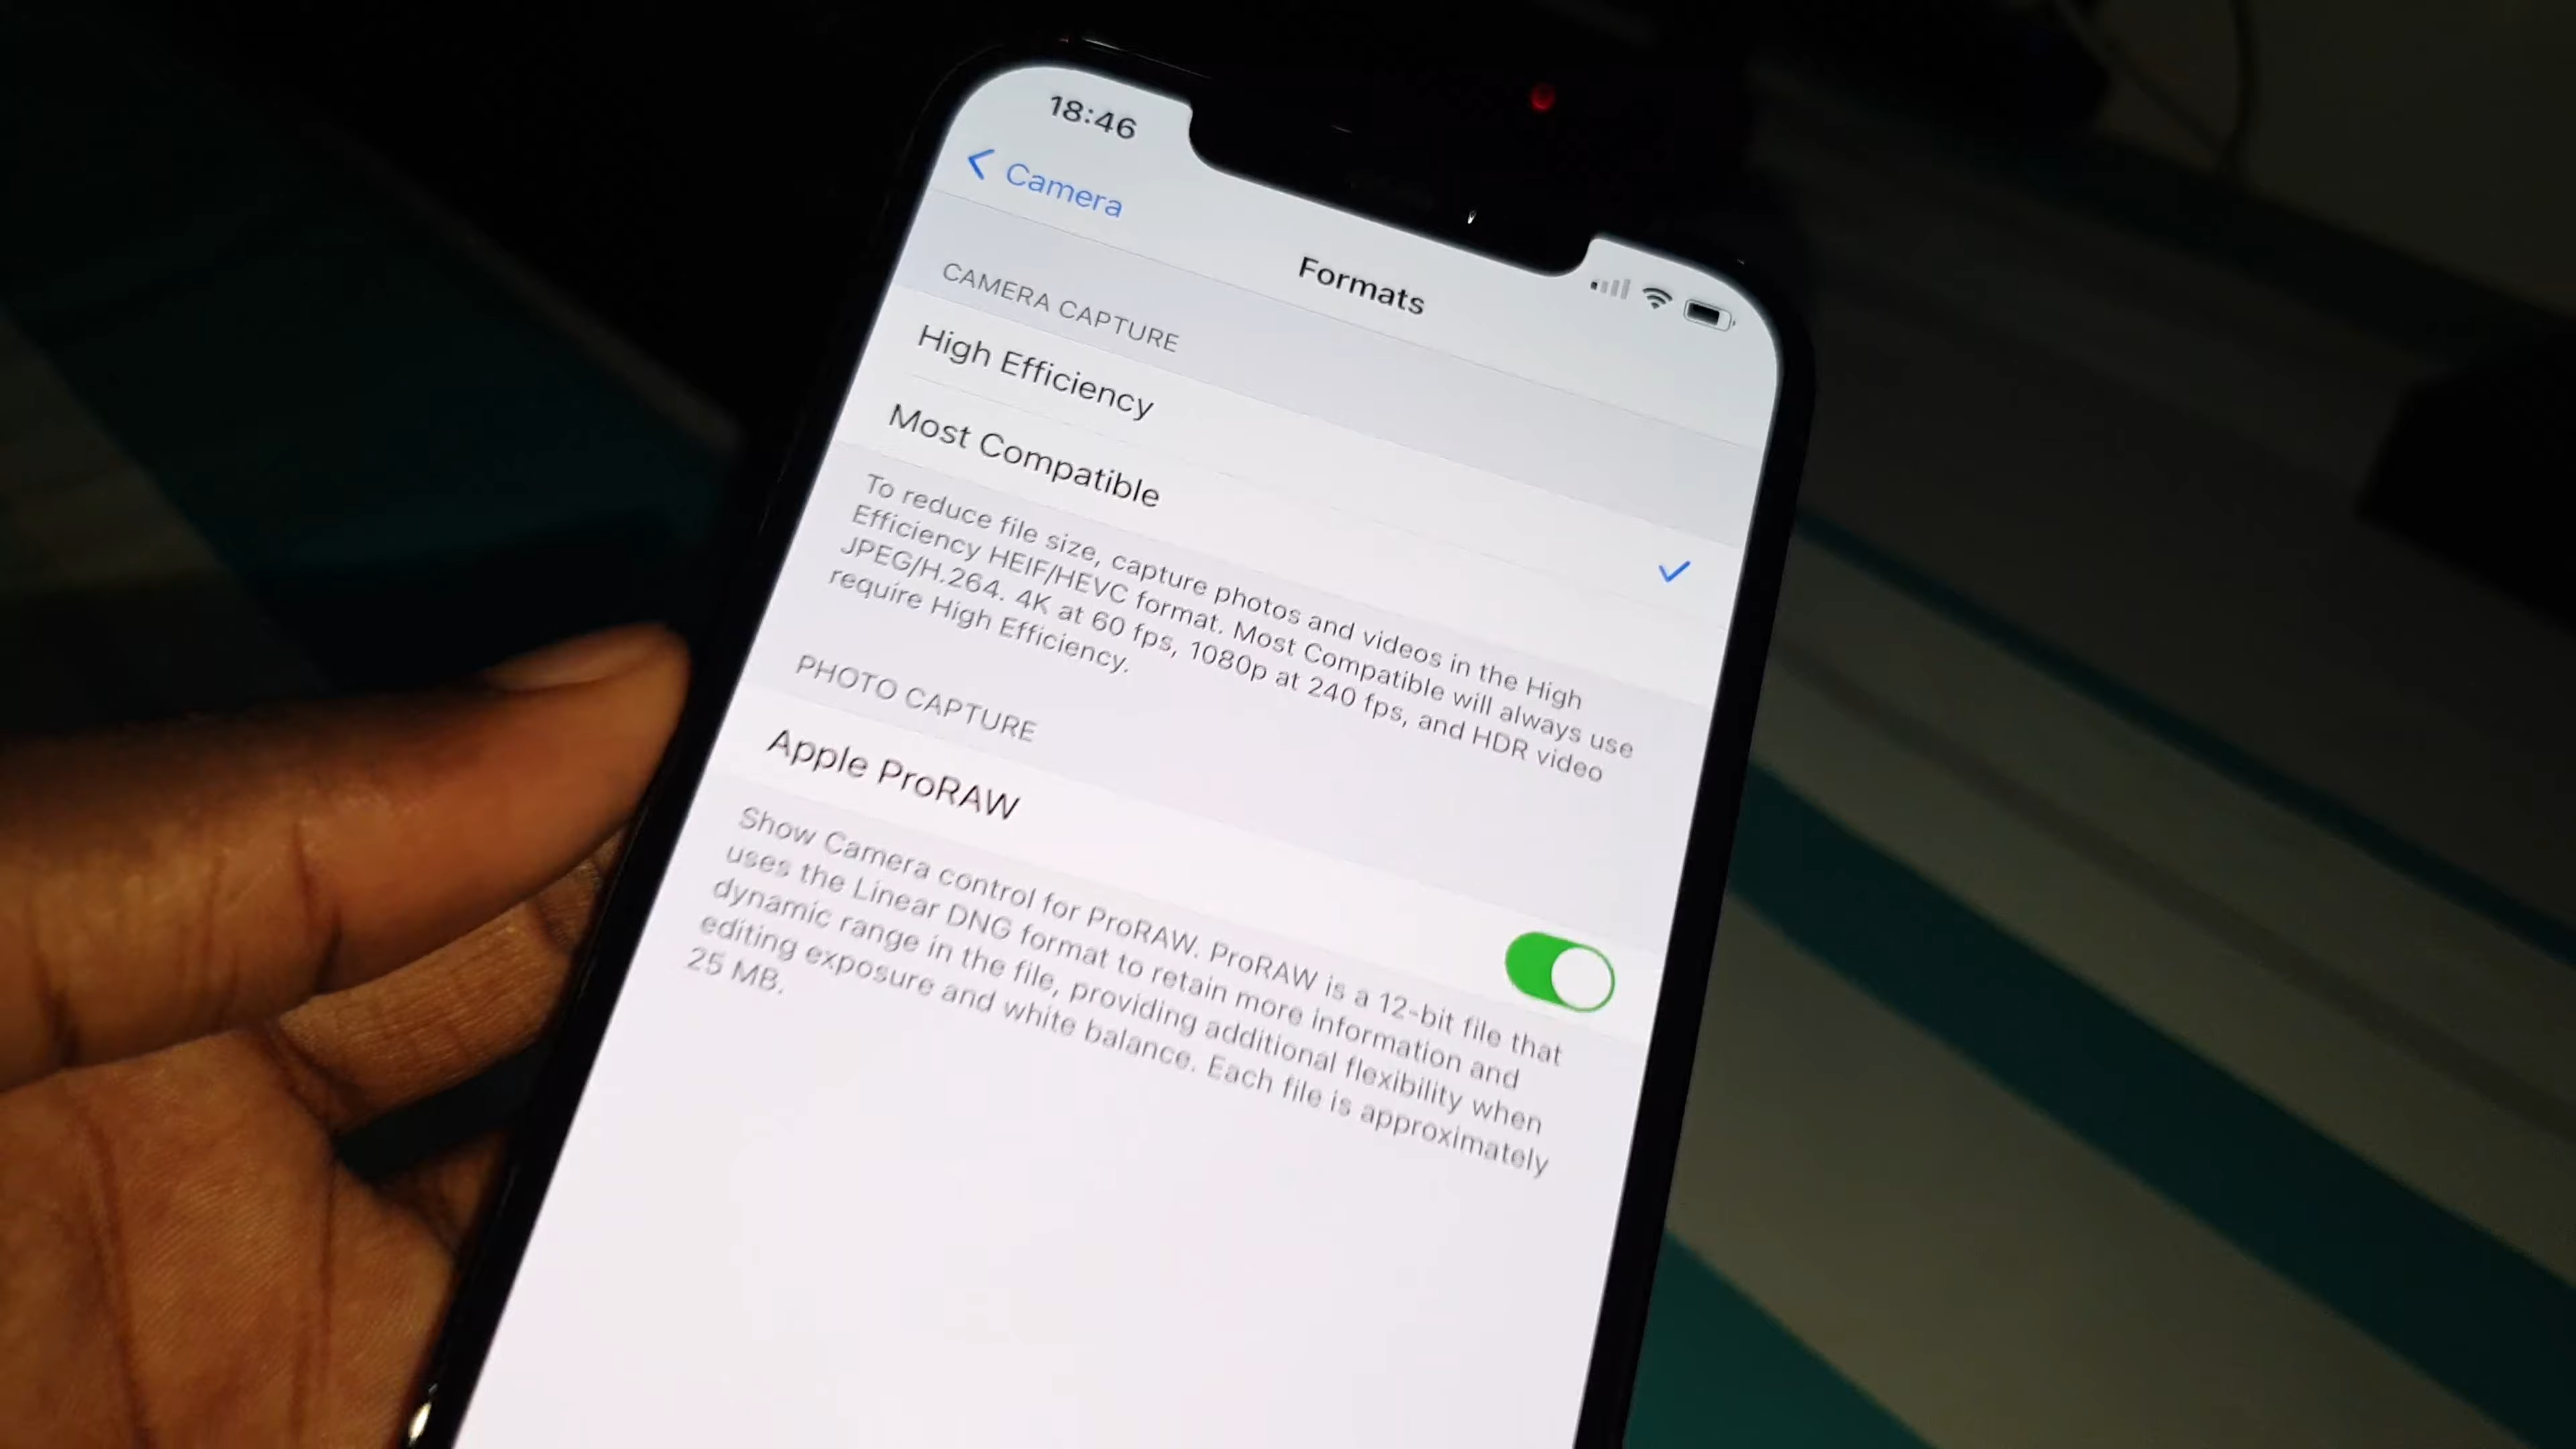 18:46
Camera
Formats
CAMERA CAPTURE
High Efficiency
Most Compatible
To reduce file size, capture photos and videos in the High
Efficiency HEIF/HEVC format. Most Compatible will always use
JPEG/H.264. 4K at 60 fps, 1080p at 240 fps, and HDR video
require High Efficiency.
PHOTO CAPTURE
Apple ProRAW
Show Camera control for ProRAW. ProRAW is a 12-bit file that
uses the Linear DNG format to retain more information and
dynamic range in the file, providing additional flexibility when
editing exposure and white balance. Each file is approximately
25 MB.